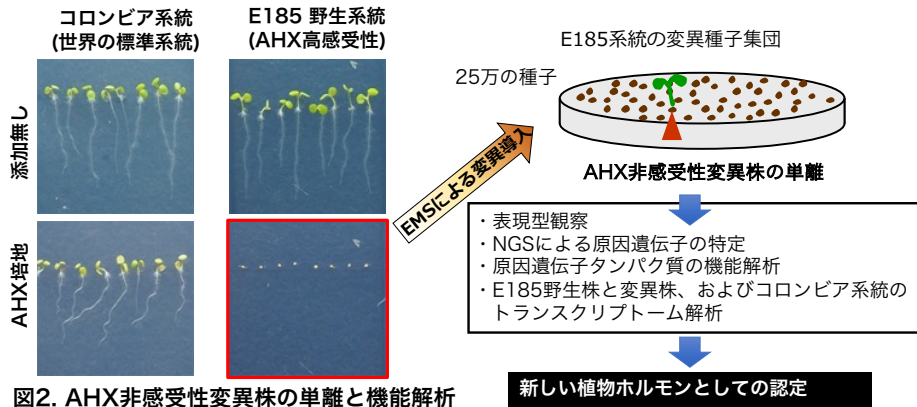 コロンビア系統
(世界の標準系統)
E185 野生系統
(AHX高感受性)
添加無し
AHX培地
EMSによる変異導入
E185系統の変異種子集団
25万の種子
AHX非感受性変異株の単離
・表現型観察
・NGSによる原因遺伝子の特定
・原因遺伝子タンパク質の機能解析
・E185野生株と変異株、およびコロンビア系統の
トランスクリプトーム解析
新しい植物ホルモンとしての認定
図2. AHX非感受性変異株の単離と機能解析